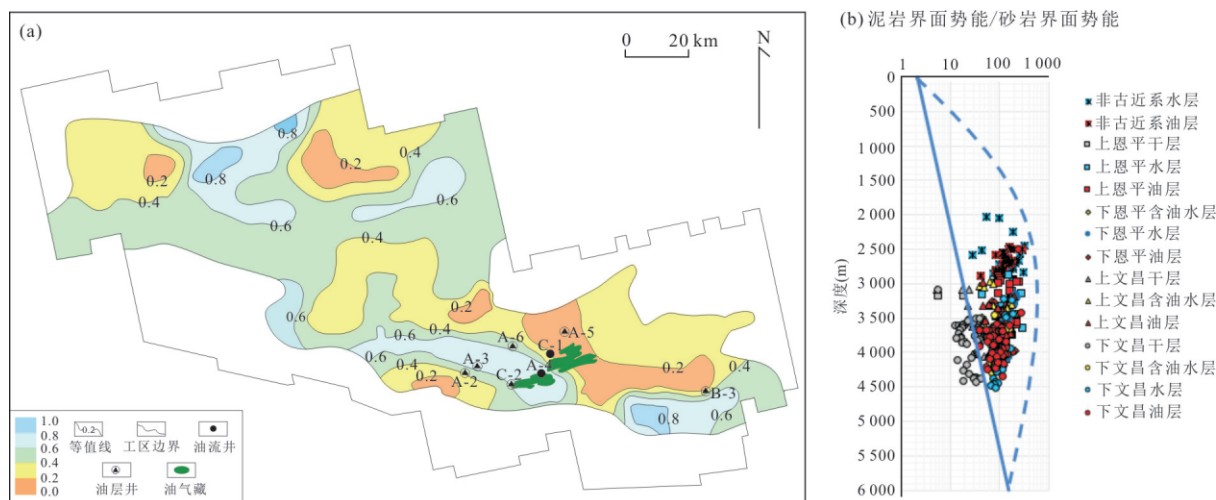 (a)
0 20 km
N
0.8
0.2
0.8
0.2
0.4
0.4
0.6
0.6
0.4
0.6
0.2
0.4
0.6
0.6
0.4
0.2
A-6
A-5
C-1
A-3
A-2
C-2
A-4
0.2
0.4
B-3
0.8
0.6
1.0
0.8
0.6
0.4
0.2
0.0
0.2
等值线 工区边界 油流井
油层井 油气藏
(b) 泥岩界面势能/砂岩界面势能
1 10 100 1 000
0
500
1 000
1 500
2 000
2 500
3 000
3 500
4 000
4 500
5 000
5 500
6 000
深度(m)
非古近系水层
非古近系油层
上恩平干层
上恩平水层
上恩平油层
下恩平含油水层
下恩平水层
下恩平油层
上文昌干层
上文昌含油水层
上文昌油层
下文昌干层
下文昌含油水层
下文昌水层
下文昌油层